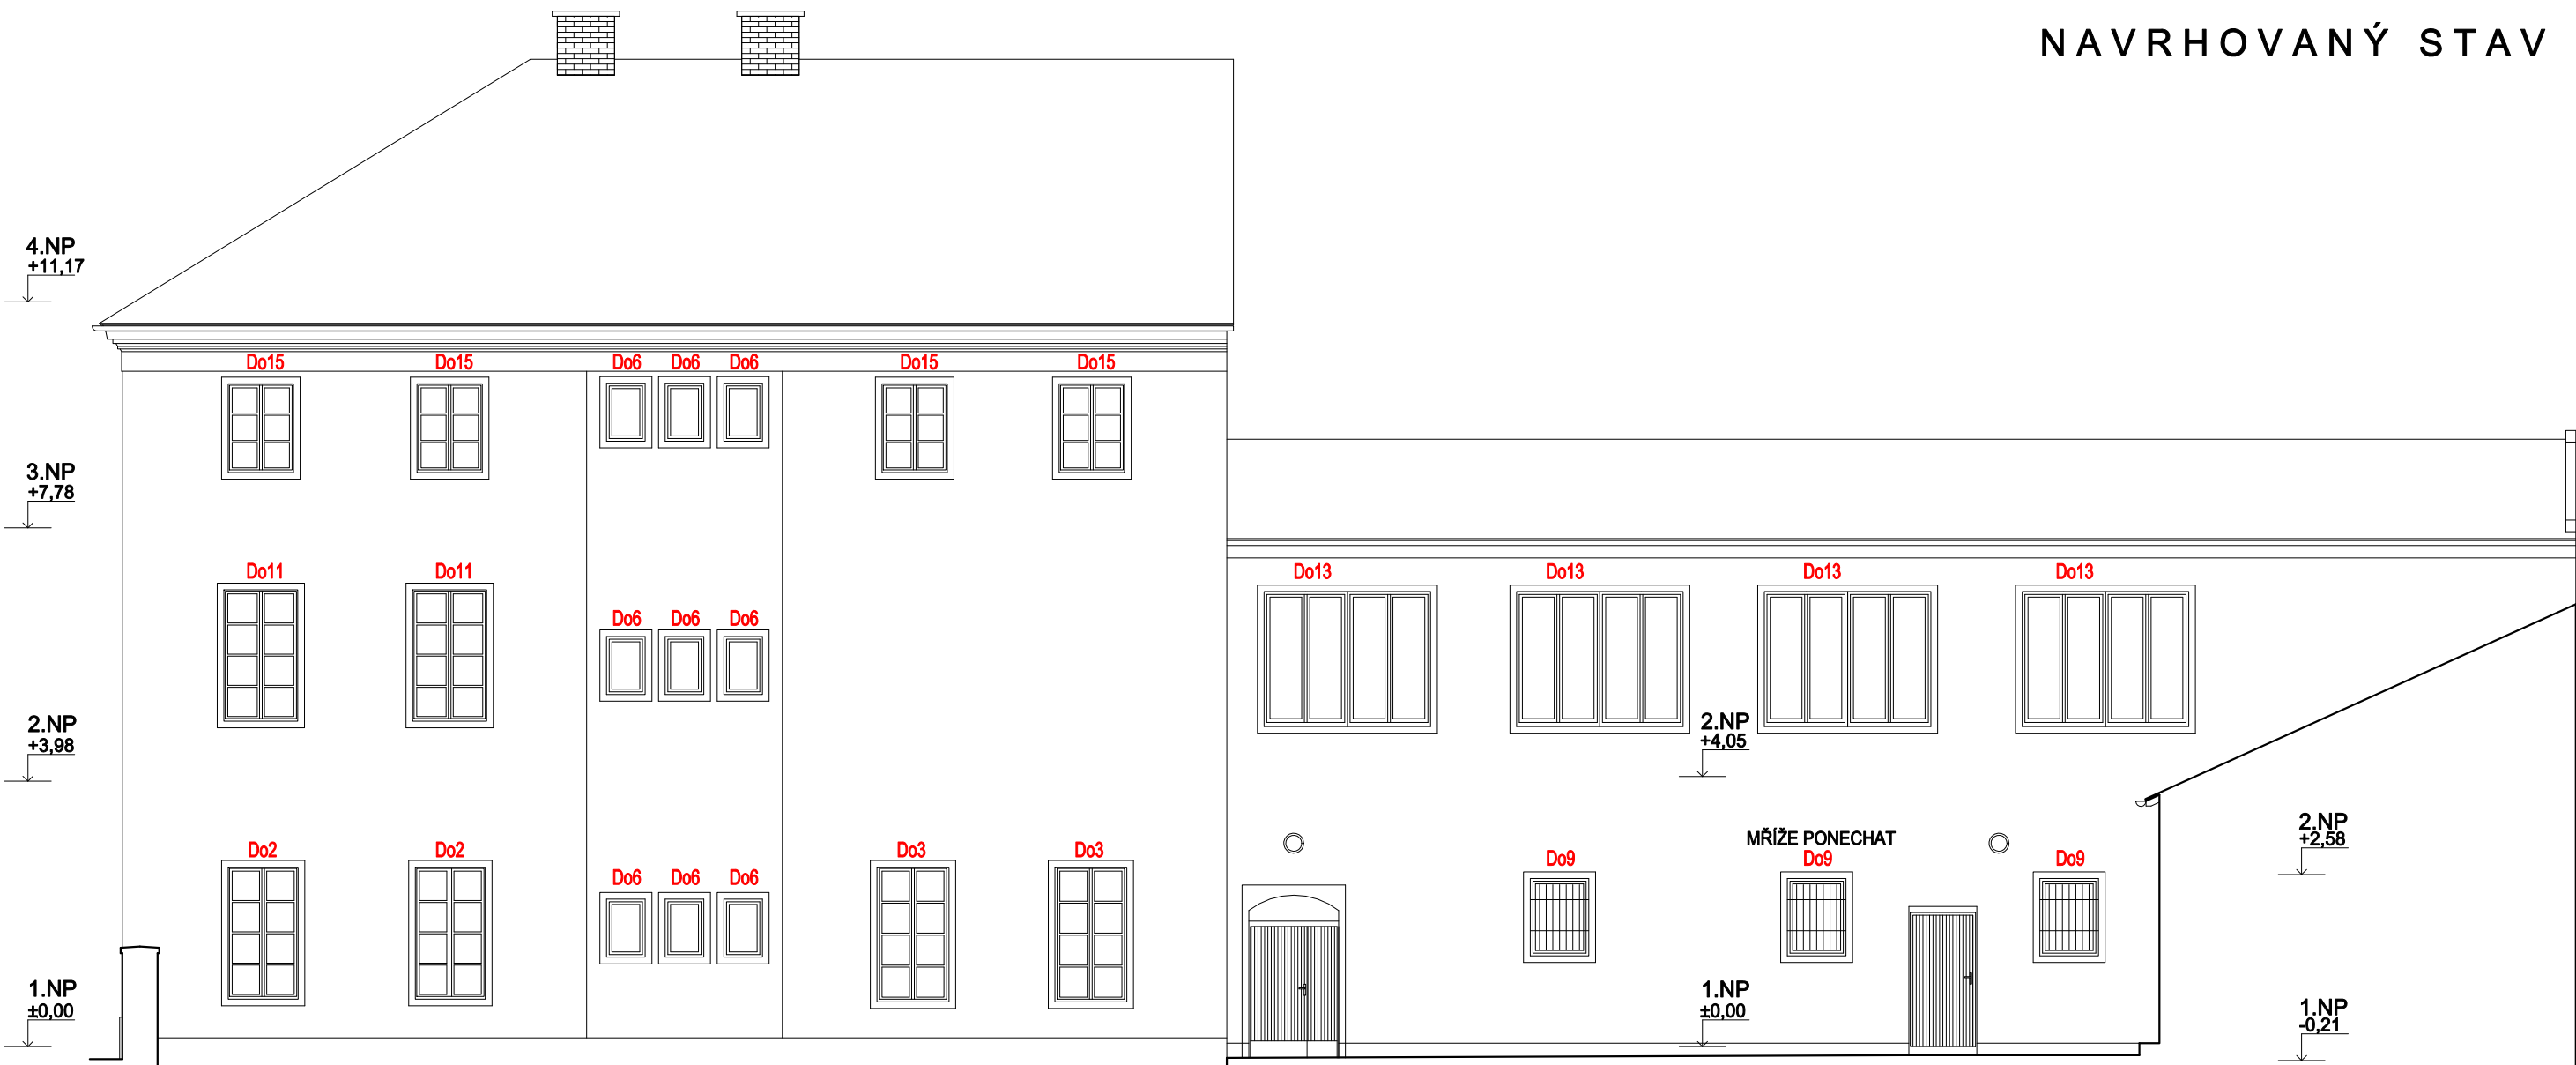 NAVRHOVANÝ STAV
4.NP
+11,17
Do15 Do15 Do6 Do6 Do6 Do15 Do15
3.NP
+7,78
Do11 Do11 Do13 Do13 Do13 Do13
Do6 Do6 Do6
2.NP
+3,98
2.NP
+4,05
2.NP
+2,58
MŘÍŽE PONECHAT
Do2 Do2 Do3 Do3 Do9 Do9 Do9
Do6 Do6 Do6
1.NP
±0,00
1.NP
±0,00
1.NP
-0,21